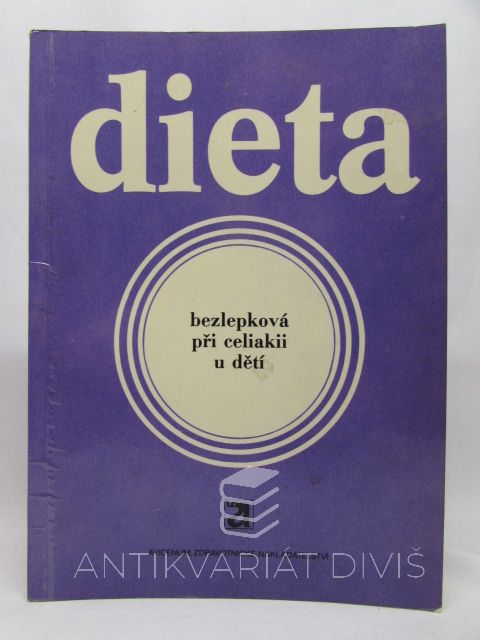 dieta
bezlepková
při celiakii
u dětí
AVICENUM, ZDRAVOTNICKÉ NAKLADATELSTVÍ
ANTIKVARIÁT DIVIŠ